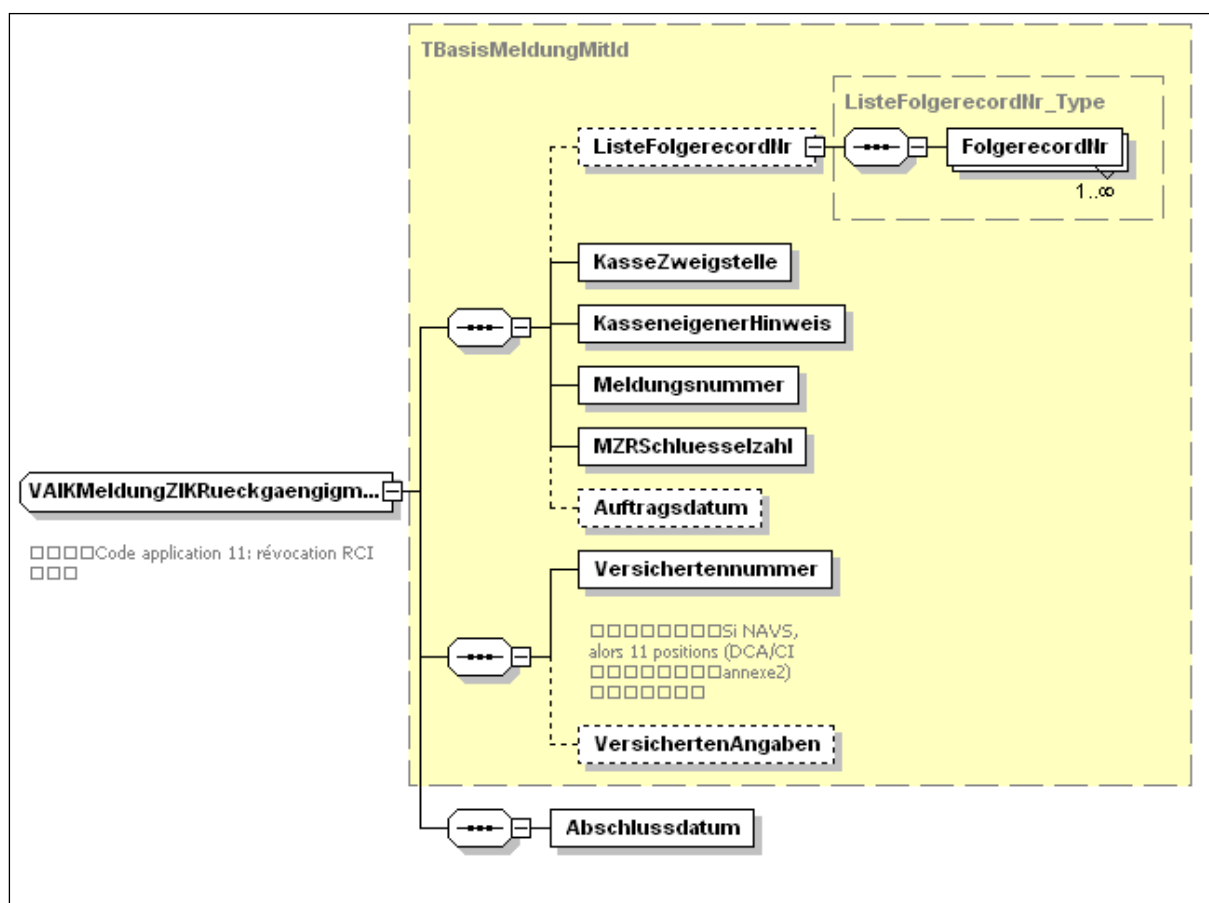 TBasisMeldungMitId
ListeFolgerecordNr_Type
ListeFolgerecordNr
FolgerecordNr
1..∞
KasseZweigstelle
KasseneigenerHinweis
Meldungsnummer
MZRSchluesselzahl
VAIKMeldungZIKRueckgaengigm...
Auftragsdatum
□□□□Code application 11: révocation RCI
□□□
Versichertennummer
□□□□□□□□Si NAVS,
alors 11 positions (DCA/CI
□□□□□□□□annexe2)
□□□□□□□
VersichertenAngaben
Abschlussdatum